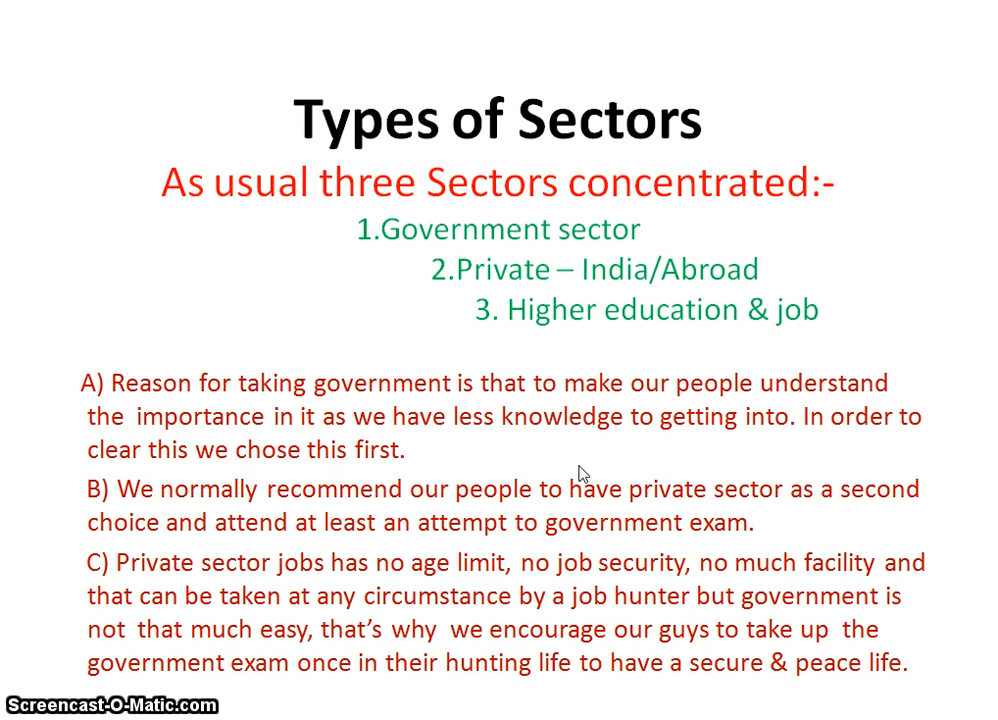 Types of Sectors
As usual three Sectors concentrated:-
1.Government sector
2.Private – India/Abroad
3. Higher education & job
A) Reason for taking government is that to make our people understand
the importance in it as we have less knowledge to getting into. In order to
clear this we chose this first.
B) We normally recommend our people to have private sector as a second
choice and attend at least an attempt to government exam.
C) Private sector jobs has no age limit, no job security, no much facility and
that can be taken at any circumstance by a job hunter but government is
not that much easy, that’s why we encourage our guys to take up the
government exam once in their hunting life to have a secure & peace life.
Screencast-O-Matic.com